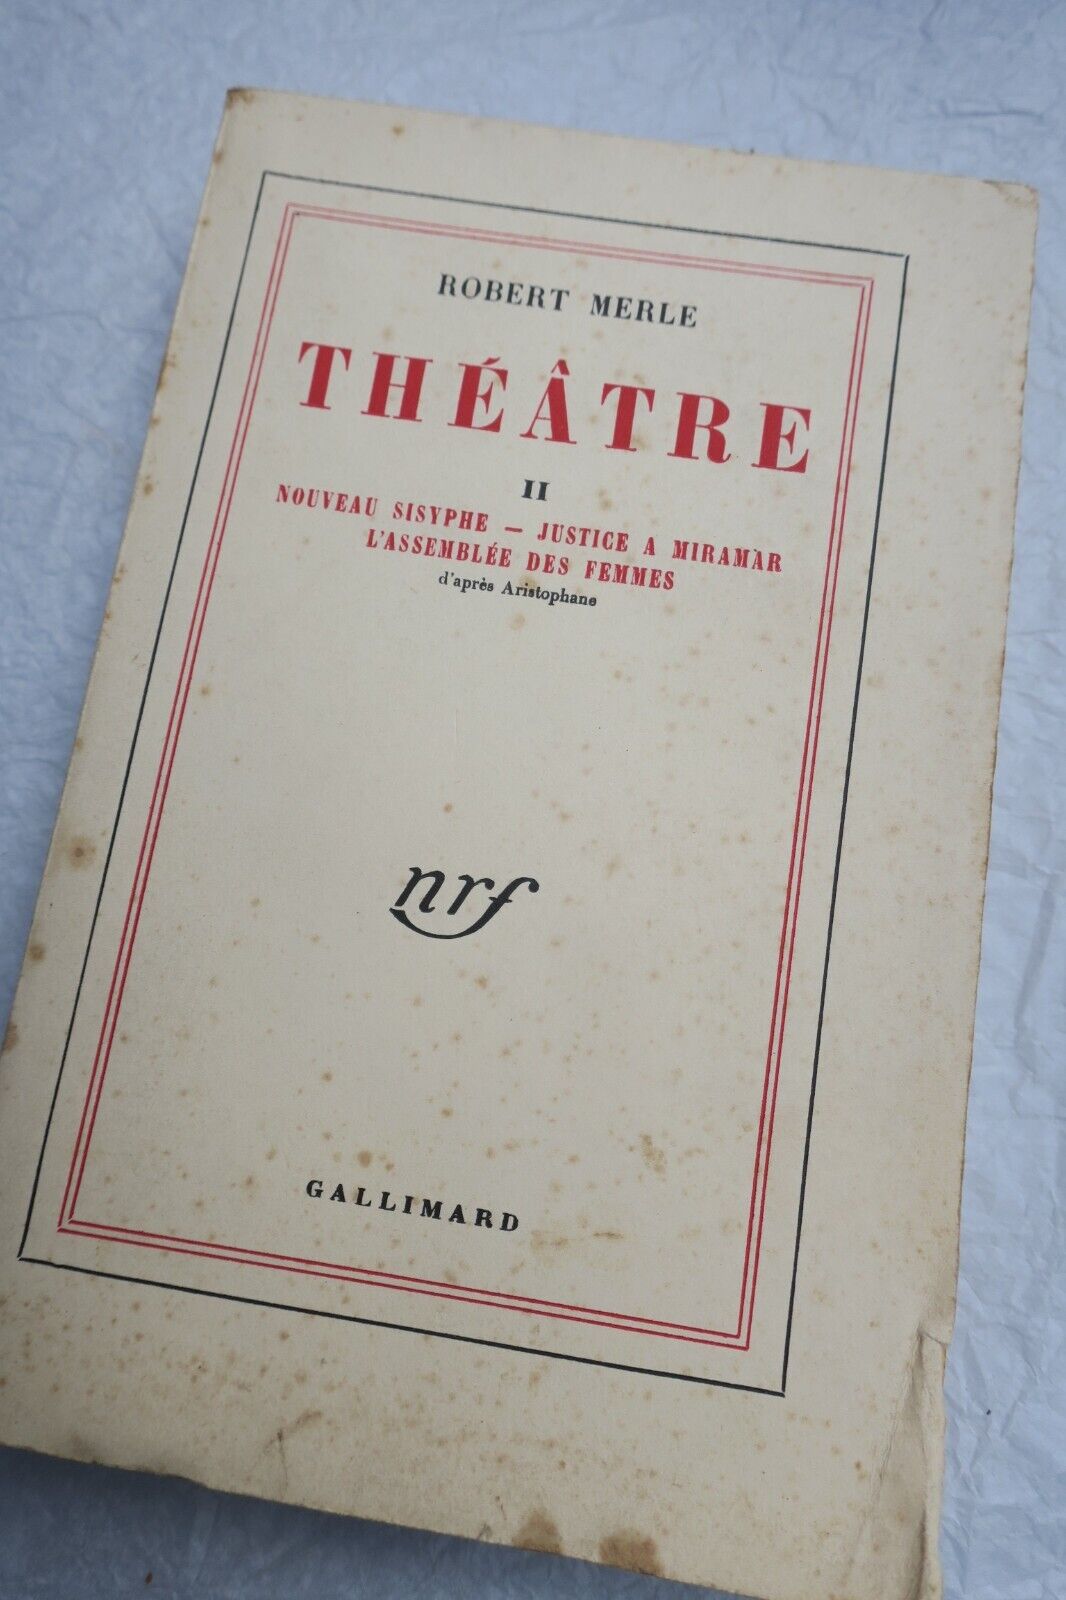 ROBERT MERLE
THÉÂTRE
II
NOUVEAU SISYPHE — JUSTICE A MIRAMAR
L'ASSEMBLÉE DES FEMMES
d'après Aristophane
nrf
GALLIMARD